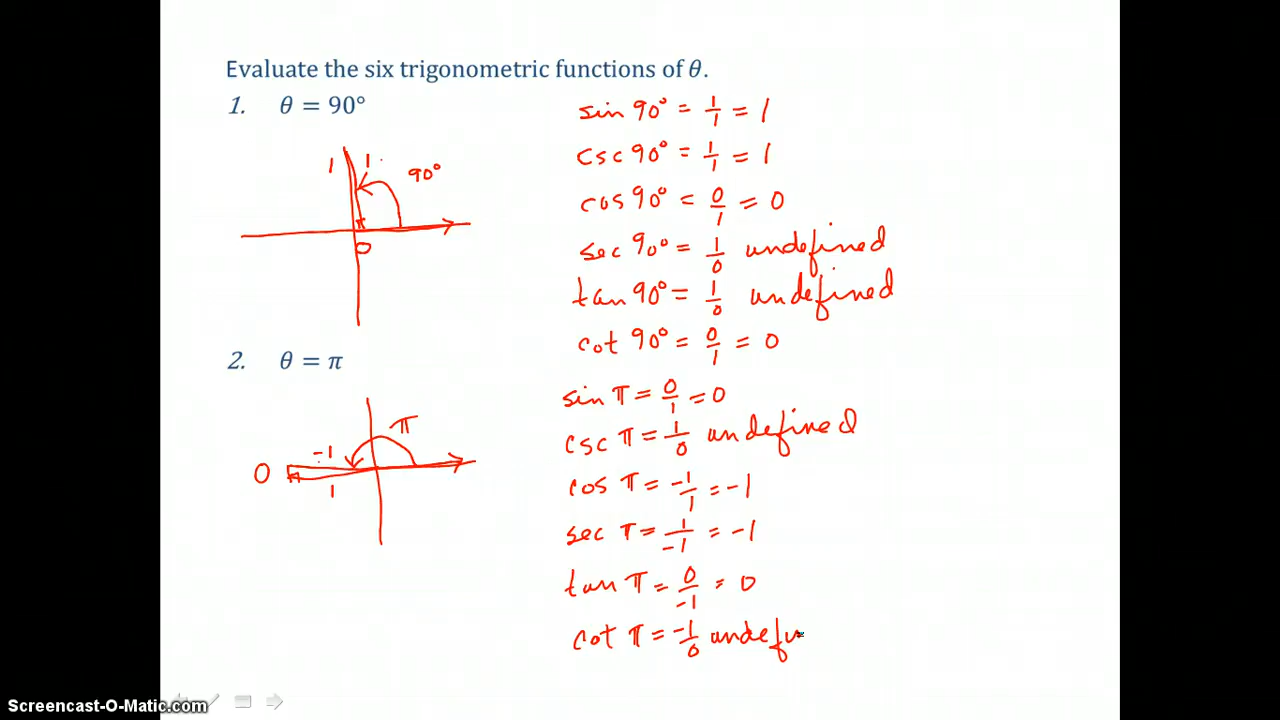 Evaluate the six trigonometric functions of θ.
1. θ = 90°
sin 90° = 1/1 = 1
csc 90° = 1/1 = 1
cos 90° = 0/1 = 0
sec 90° = 1/0 undefined
tan 90° = 1/0 undefined
cot 90° = 0/1 = 0
1 1 90°
0
2. θ = π
sin π = 0/1 = 0
csc π = 1/0 undefined
cos π = -1/1 = -1
sec π = 1/-1 = -1
tan π = 0/-1 = 0
cot π = -1/0 undef
π
-1
0
1
Screencast-O-Matic.com